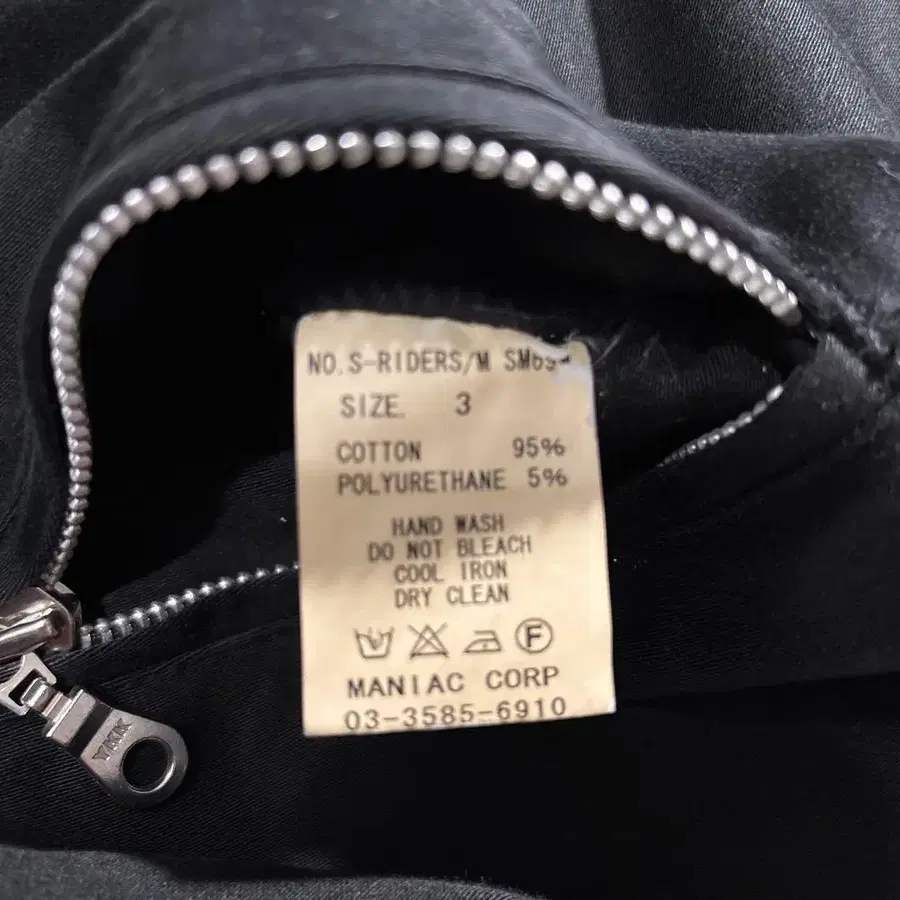 NO.S-RIDERS/M
SIZE. 3
COTTON 95%
POLYURETHANE 5%
HAND WASH
DO NOT BLEACH
COOL IRON
DRY CLEAN
F
MANIAC CORP
03-3585-6910
YKK